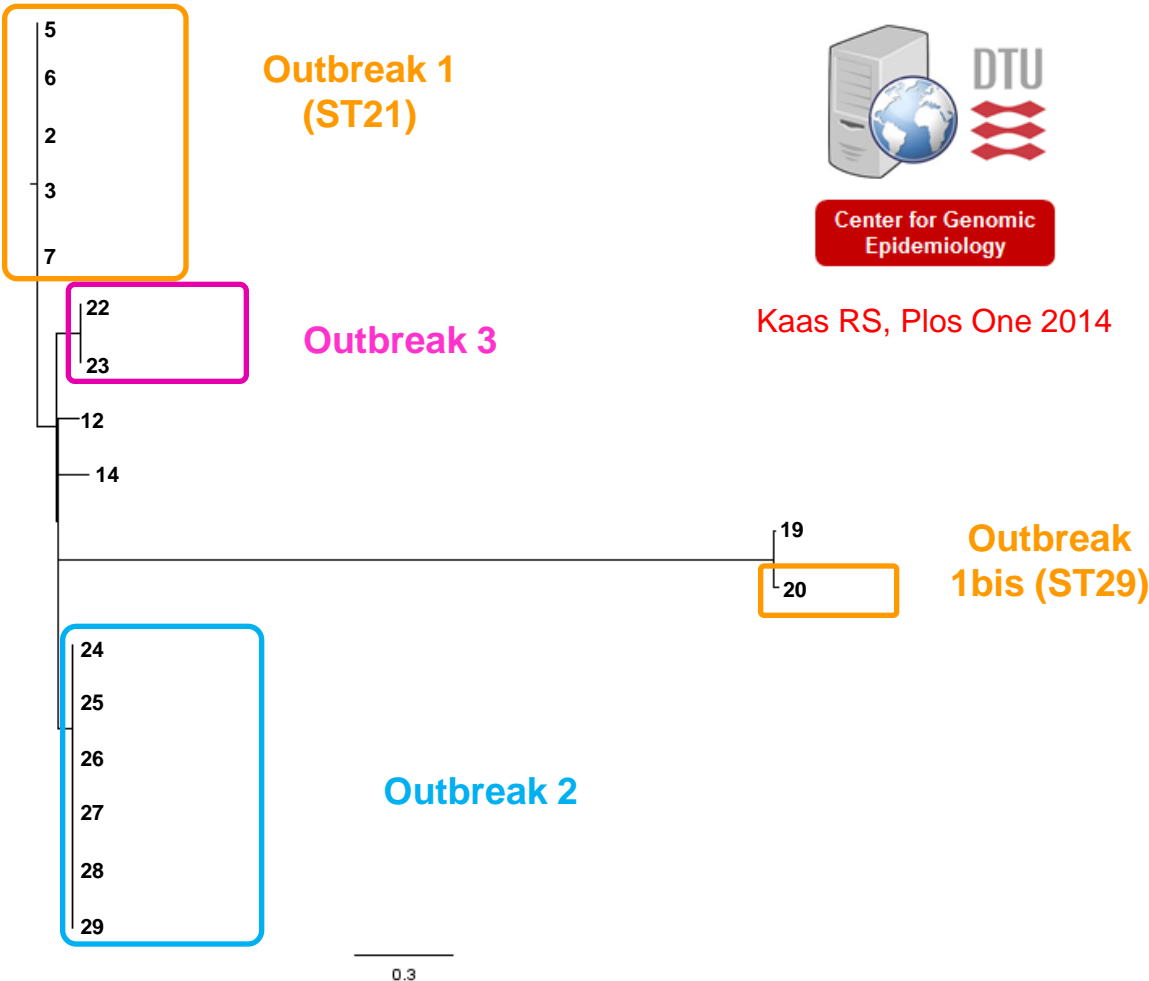 5
6
2
3
7
Outbreak 1
(ST21)
DTU
Center for Genomic
Epidemiology
Kaas RS, Plos One 2014
22
23
Outbreak 3
12
14
19
20
Outbreak
1bis (ST29)
24
25
26
27
28
29
Outbreak 2
0.3